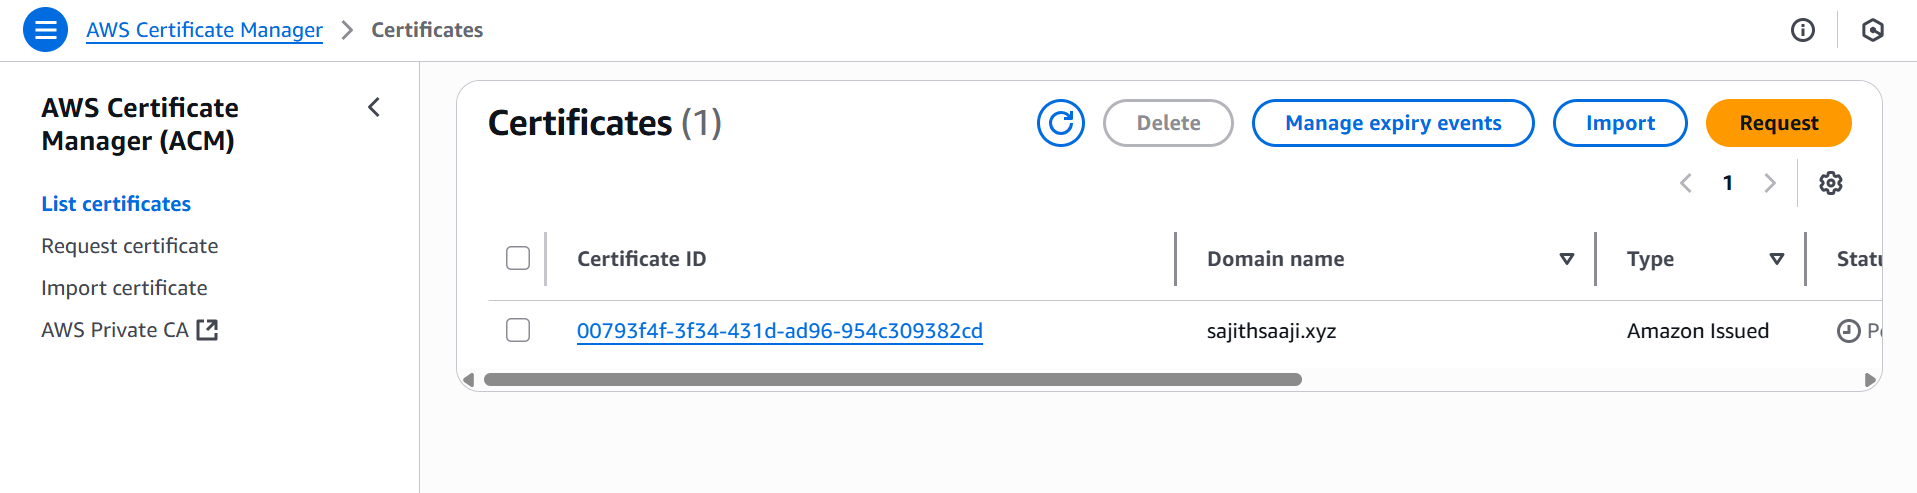 AWS Certificate Manager > Certificates
AWS Certificate
Manager (ACM)
List certificates
Request certificate
Import certificate
AWS Private CA
Certificates (1)
Delete
Manage expiry events
Import
Request
1
Certificate ID
Domain name
Type
00793f4f-3f34-431d-ad96-954c309382cd
sajithsaaji.xyz
Amazon Issued